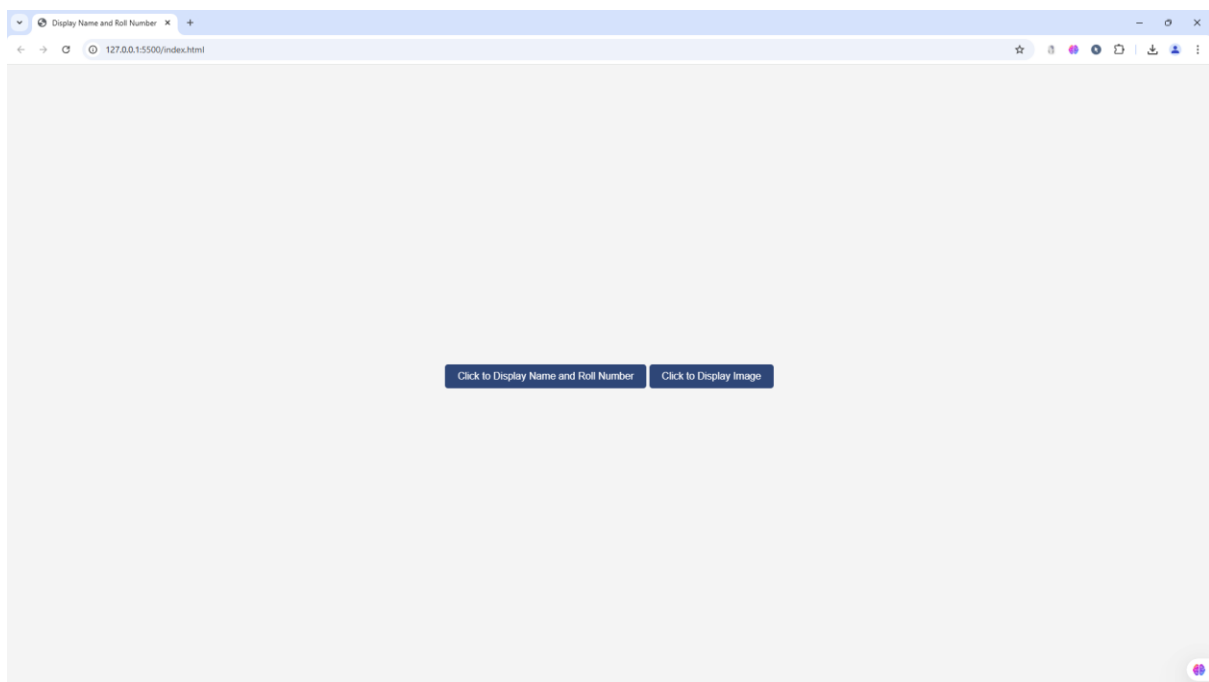 Display Name and Roll Number
127.0.0.1:5500/index.html
Click to Display Name and Roll Number Click to Display Image